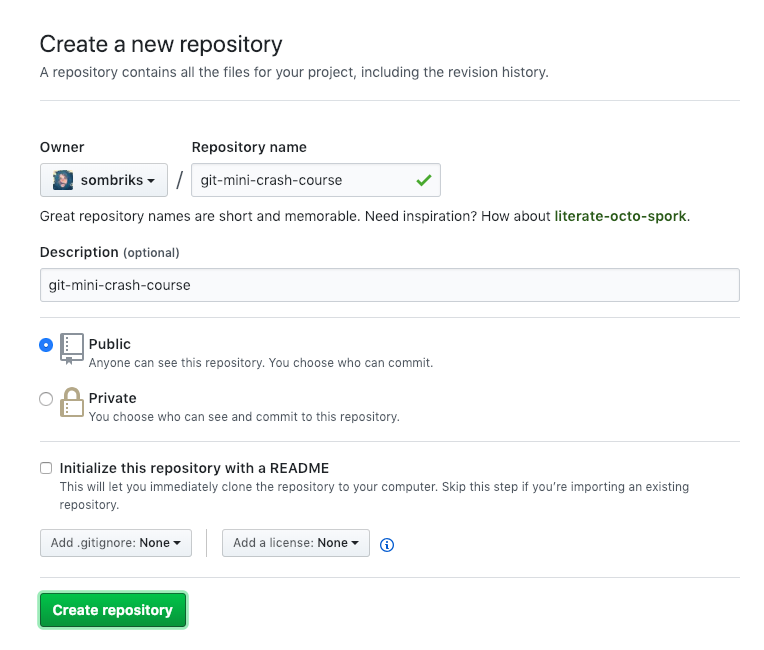 Create a new repository
A repository contains all the files for your project, including the revision history.
Owner
Repository name
sombriks
/
git-mini-crash-course
Great repository names are short and memorable. Need inspiration? How about literate-octo-spork.
Description (optional)
git-mini-crash-course
Public
Anyone can see this repository. You choose who can commit.
Private
You choose who can see and commit to this repository.
Initialize this repository with a README
This will let you immediately clone the repository to your computer. Skip this step if you’re importing an existing
repository.
Add .gitignore: None
Add a license: None
Create repository